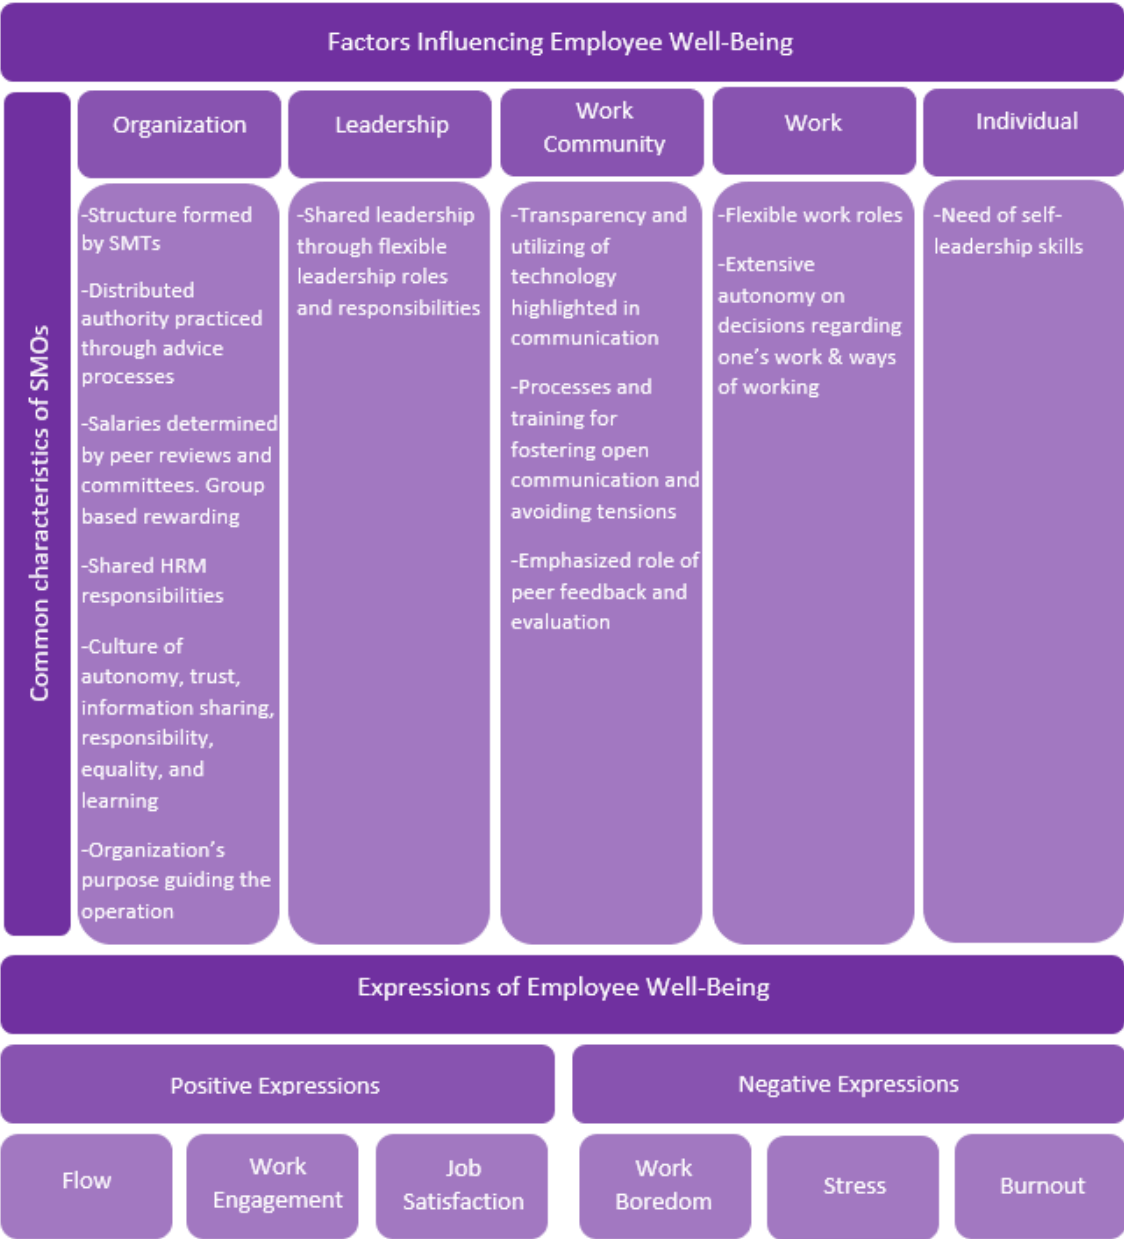 Factors Influencing Employee Well-Being
Common characteristics of SMOs
Organization
-Structure formed
by SMTs
-Distributed
authority practiced
through advice
processes
-Salaries determined
by peer reviews and
committees. Group
based rewarding
-Shared HRM
responsibilities
-Culture of
autonomy, trust,
information sharing,
responsibility,
equality, and
learning
-Organization’s
purpose guiding the
operation
Leadership
-Shared leadership
through flexible
leadership roles
and responsibilities
Work
Community
-Transparency and
utilizing of
technology
highlighted in
communication
-Processes and
training for
fostering open
communication and
avoiding tensions
-Emphasized role of
peer feedback and
evaluation
Work
-Flexible work roles
-Extensive
autonomy on
decisions regarding
one’s work & ways
of working
Individual
-Need of self-
leadership skills
Expressions of Employee Well-Being
Positive Expressions
Flow
Work
Engagement
Job
Satisfaction
Negative Expressions
Work
Boredom
Stress
Burnout